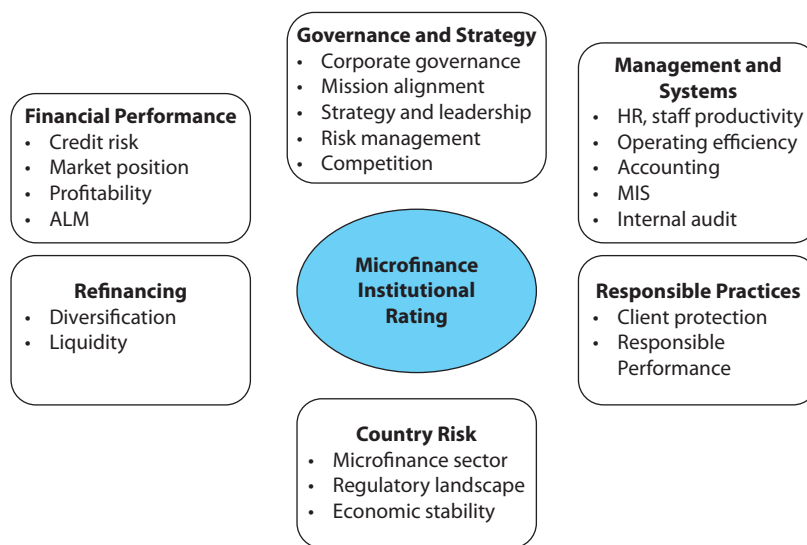 Governance and Strategy
• Corporate governance
• Mission alignment
• Strategy and leadership
• Risk management
• Competition
Management and
Systems
• HR, staff productivity
• Operating efficiency
• Accounting
• MIS
• Internal audit
Financial Performance
• Credit risk
• Market position
• Profitability
• ALM
Microfinance
Institutional
Rating
Refinancing
• Diversification
• Liquidity
Responsible Practices
• Client protection
• Responsible
Performance
Country Risk
• Microfinance sector
• Regulatory landscape
• Economic stability